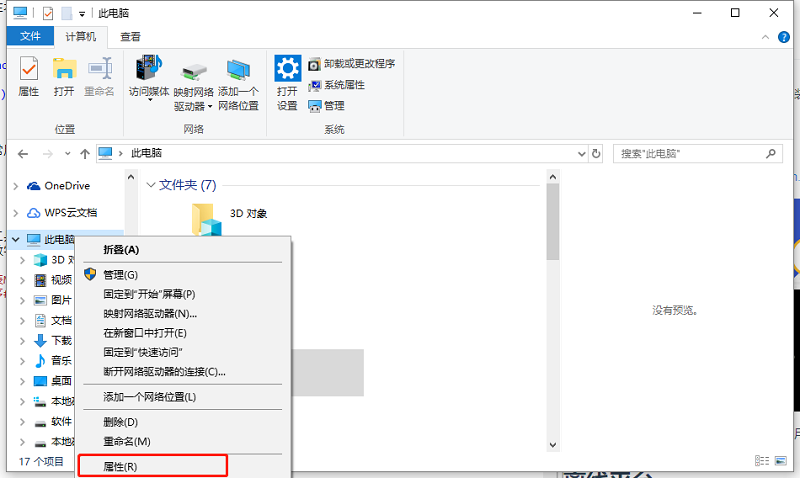 此电脑
文件
计算机
查看
属性
打开
重命名
访问媒体
映射网络
驱动器
添加一个
网络位置
打开
设置
卸载或更改程序
系统属性
管理
位置
网络
系统
此电脑
搜索"此电脑"
OneDrive
WPS云文档
此电脑
3D 对
视频
图片
文档
下载
音乐
桌面
本地
软件
本地
文件夹 (7)
3D 对象
折叠(A)
管理(G)
固定到"开始"屏幕(P)
映射网络驱动器(N)...
在新窗口中打开(E)
固定到"快速访问"
断开网络驱动器的连接(C)...
添加一个网络位置(L)
删除(D)
重命名(M)
属性(R)
没有预览。
17 个项目